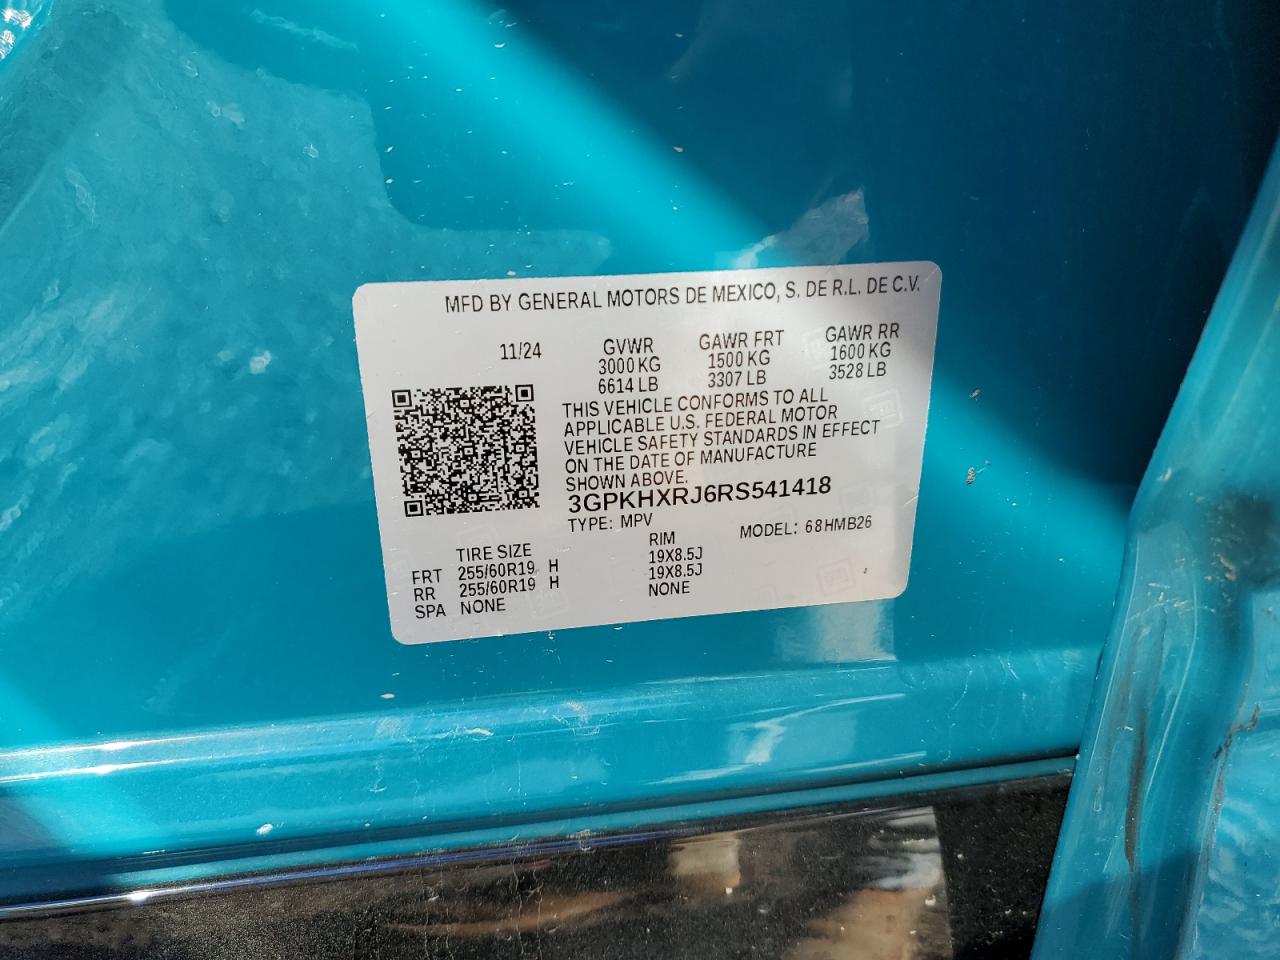 MFD BY GENERAL MOTORS DE MEXICO, S. DE R.L. DE C.V.
11/24
GVWR GAWR FRT GAWR RR
3000 KG 1500 KG 1600 KG
6614 LB 3307 LB 3528 LB
THIS VEHICLE CONFORMS TO ALL
APPLICABLE U.S. FEDERAL MOTOR
VEHICLE SAFETY STANDARDS IN EFFECT
ON THE DATE OF MANUFACTURE
SHOWN ABOVE.
3GPKHXRJ6RS541418
TYPE: MPV MODEL: 68HMB26
TIRE SIZE RIM
FRT 255/60R19 H 19X8.5J
RR 255/60R19 H 19X8.5J
SPA NONE NONE